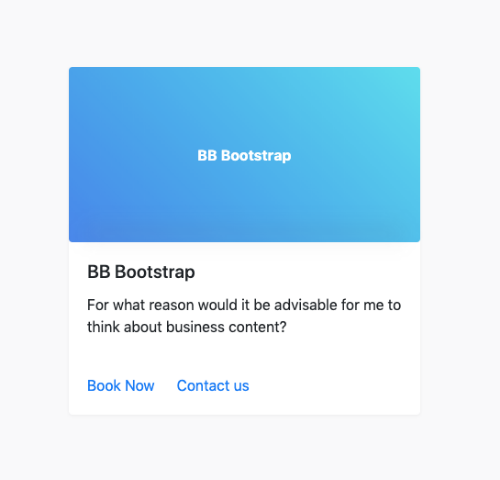 BB Bootstrap
BB Bootstrap
For what reason would it be advisable for me to
think about business content?
Book Now
Contact us